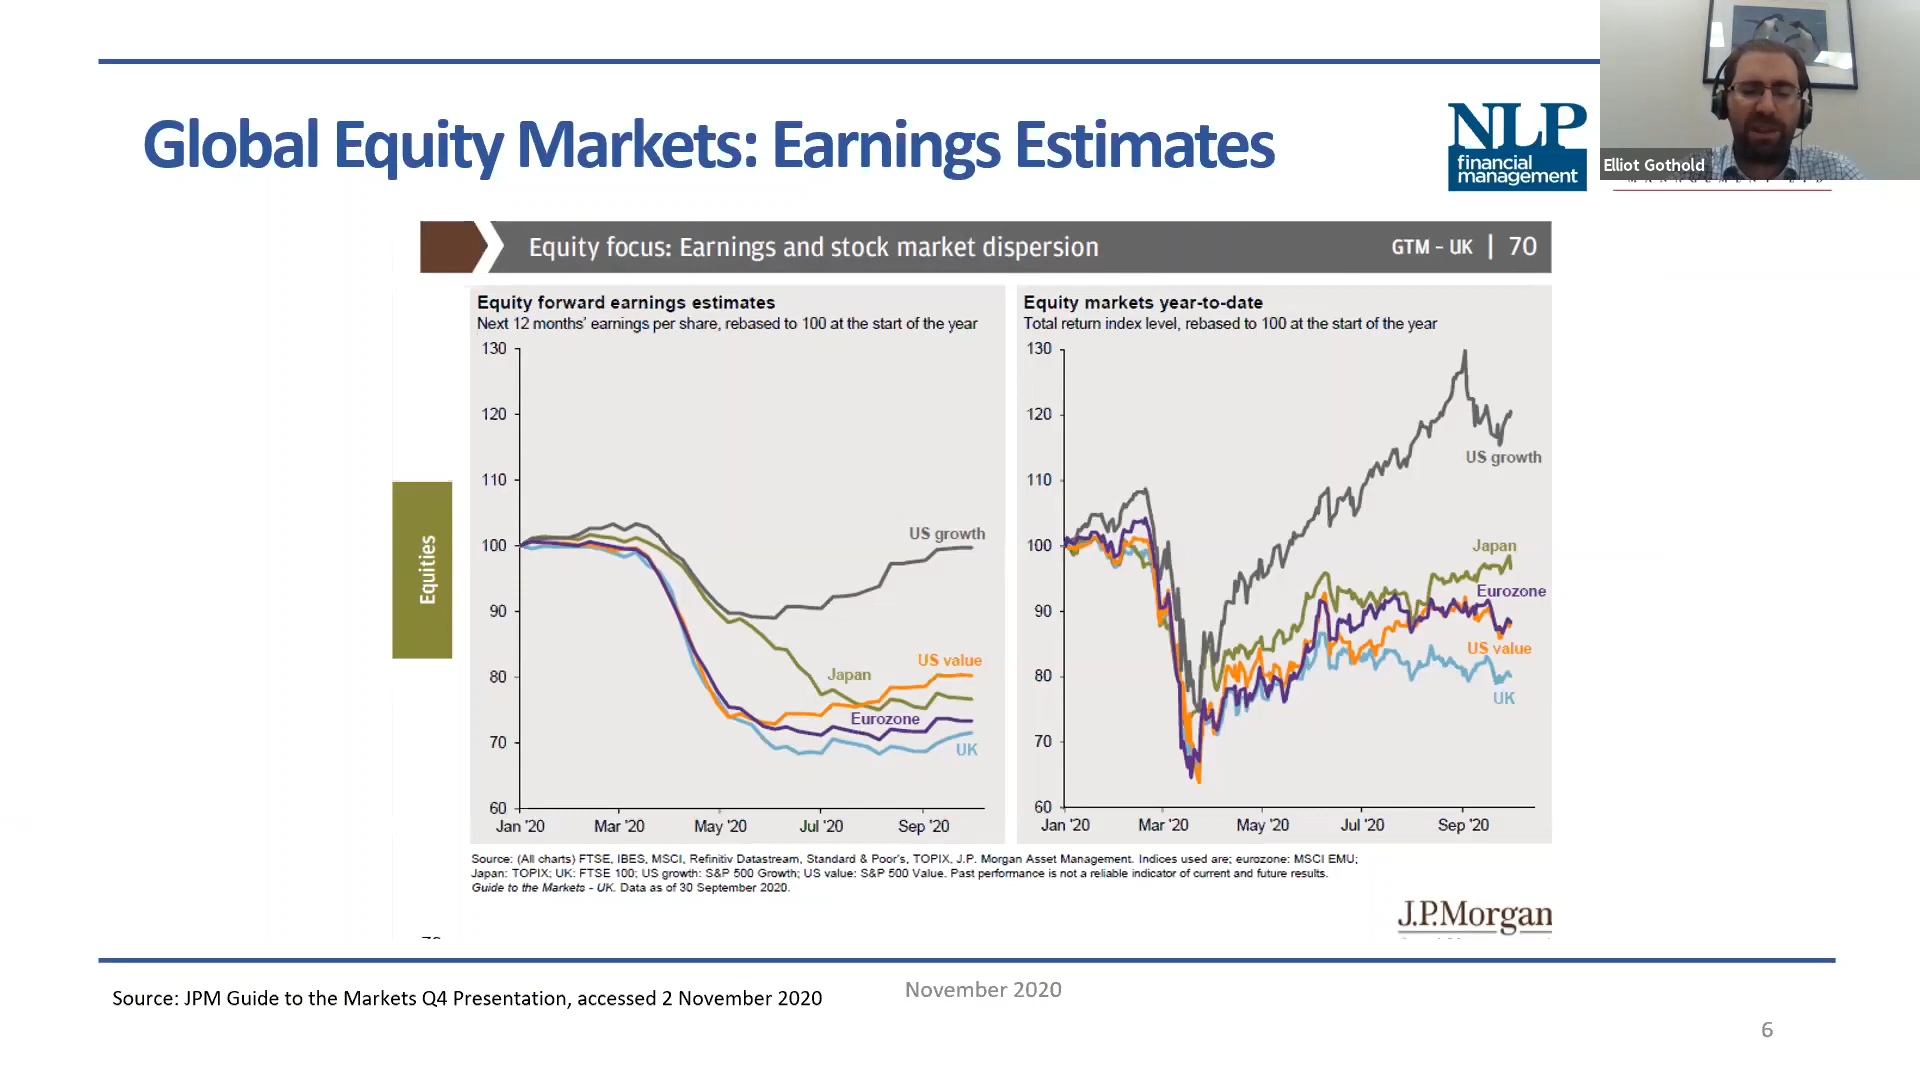 Global Equity Markets: Earnings Estimates
NLP
financial
management
Elliot Gothold
Equity focus: Earnings and stock market dispersion
GTM – UK | 70
Equities
Equity forward earnings estimates
Next 12 months' earnings per share, rebased to 100 at the start of the year
130
120
110
100
90
80
70
60
US growth
US value
Japan
Eurozone
UK
Jan '20
Mar '20
May '20
Jul '20
Sep '20
Equity markets year-to-date
Total return index level, rebased to 100 at the start of the year
130
120
110
100
90
80
70
60
US growth
Japan
Eurozone
US value
UK
Jan '20
Mar '20
May '20
Jul '20
Sep '20
Source: (All charts) FTSE, IBES, MSCI, Refinitiv Datastream, Standard & Poor's, TOPIX, J.P. Morgan Asset Management. Indices used are; eurozone: MSCI EMU;
Japan: TOPIX; UK: FTSE 100; US growth: S&P 500 Growth; US value: S&P 500 Value. Past performance is not a reliable indicator of current and future results.
Guide to the Markets - UK. Data as of 30 September 2020.
J.P.Morgan
Source: JPM Guide to the Markets Q4 Presentation, accessed 2 November 2020
November 2020
6